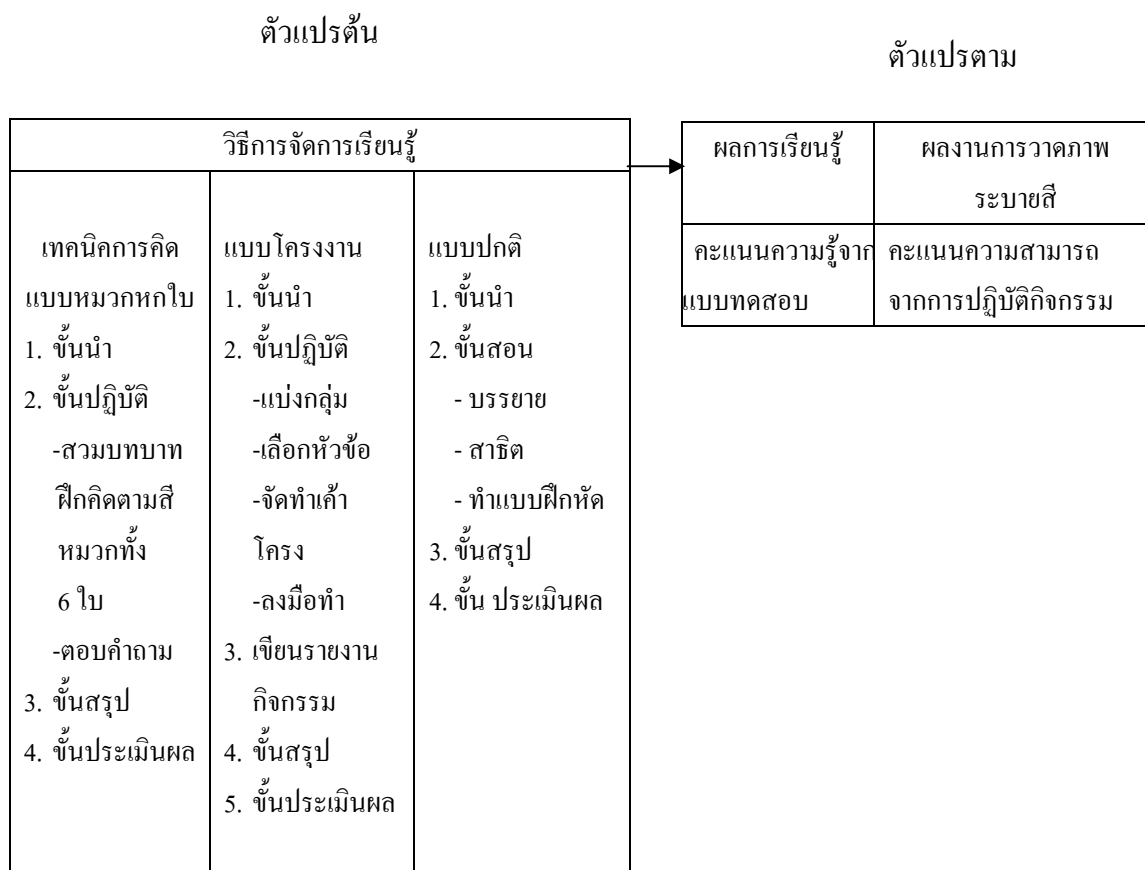 ตัวแปรต้น
ตัวแปรตาม
วิธีการจัดการเรียนรู้
เทคนิคการคิด
แบบหมวกหกใบ
1. ขั้นนำ
2. ขั้นปฏิบัติ
-สวมบทบาท
ฝึกคิดตามสี
หมวกทั้ง
6 ใบ
-ตอบคำถาม
3. ขั้นสรุป
4. ขั้นประเมินผล
แบบโครงงาน
1. ขั้นนำ
2. ขั้นปฏิบัติ
-แบ่งกลุ่ม
-เลือกหัวข้อ
-จัดทำเค้า
โครง
-ลงมือทำ
3. เขียนรายงาน
กิจกรรม
4. ขั้นสรุป
5. ขั้นประเมินผล
แบบปกติ
1. ขั้นนำ
2. ขั้นสอน
- บรรยาย
- สาธิต
- ทำแบบฝึกหัด
3. ขั้นสรุป
4. ขั้น ประเมินผล
ผลการเรียนรู้
ผลงานการวาดภาพ
ระบายสี
คะแนนความรู้จาก
แบบทดสอบ
คะแนนความสามารถ
จากการปฏิบัติกิจกรรม